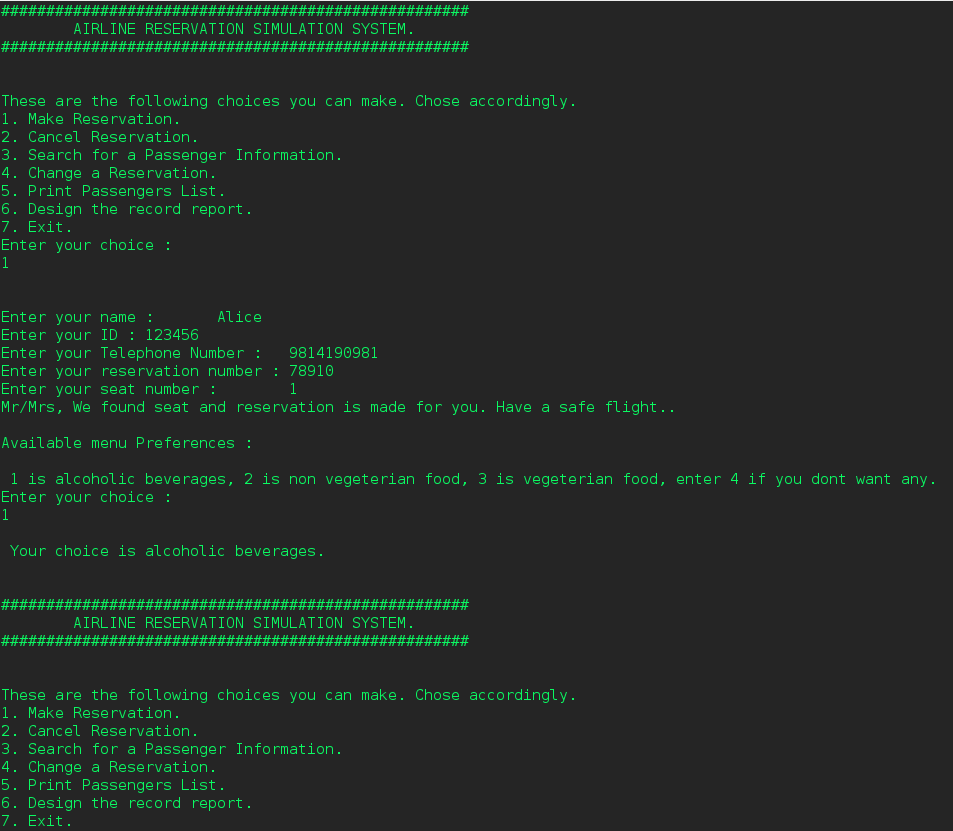 ####################################################
AIRLINE RESERVATION SIMULATION SYSTEM.
####################################################
These are the following choices you can make. Chose accordingly.
1. Make Reservation.
2. Cancel Reservation.
3. Search for a Passenger Information.
4. Change a Reservation.
5. Print Passengers List.
6. Design the record report.
7. Exit.
Enter your choice :
1
Enter your name :       Alice
Enter your ID : 123456
Enter your Telephone Number :   9814190981
Enter your reservation number : 78910
Enter your seat number :        1
Mr/Mrs, We found seat and reservation is made for you. Have a safe flight..
Available menu Preferences :
1 is alcoholic beverages, 2 is non vegeterian food, 3 is vegeterian food, enter 4 if you dont want any.
Enter your choice :
1
Your choice is alcoholic beverages.
####################################################
AIRLINE RESERVATION SIMULATION SYSTEM.
####################################################
These are the following choices you can make. Chose accordingly.
1. Make Reservation.
2. Cancel Reservation.
3. Search for a Passenger Information.
4. Change a Reservation.
5. Print Passengers List.
6. Design the record report.
7. Exit.